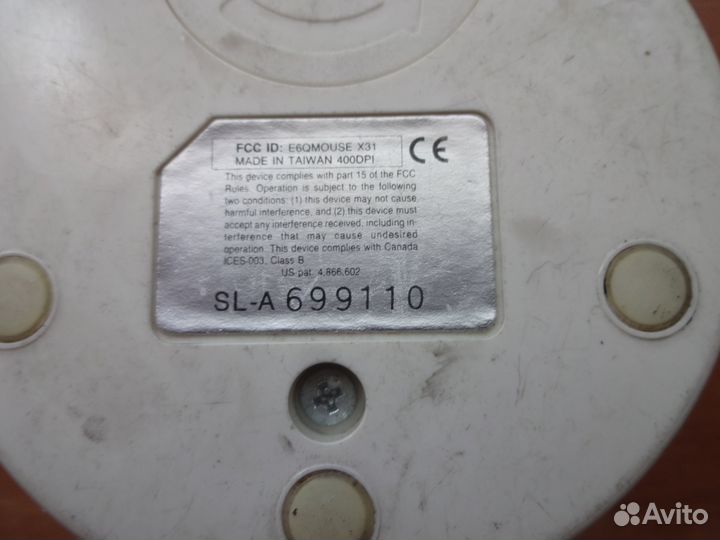 FCC ID: E6QMOUSE X31
MADE IN TAIWAN 400DPI
CE
This device complies with part 15 of the FCC
Rules. Operation is subject to the following
two conditions: (1) this device may not cause
harmful interference, and (2) this device must
accept any interference received, including in-
terference that may cause undesired
operation. This device complies with Canada
ICES-003, Class B
US pat. 4,866,602
SL-A 699110
Avito